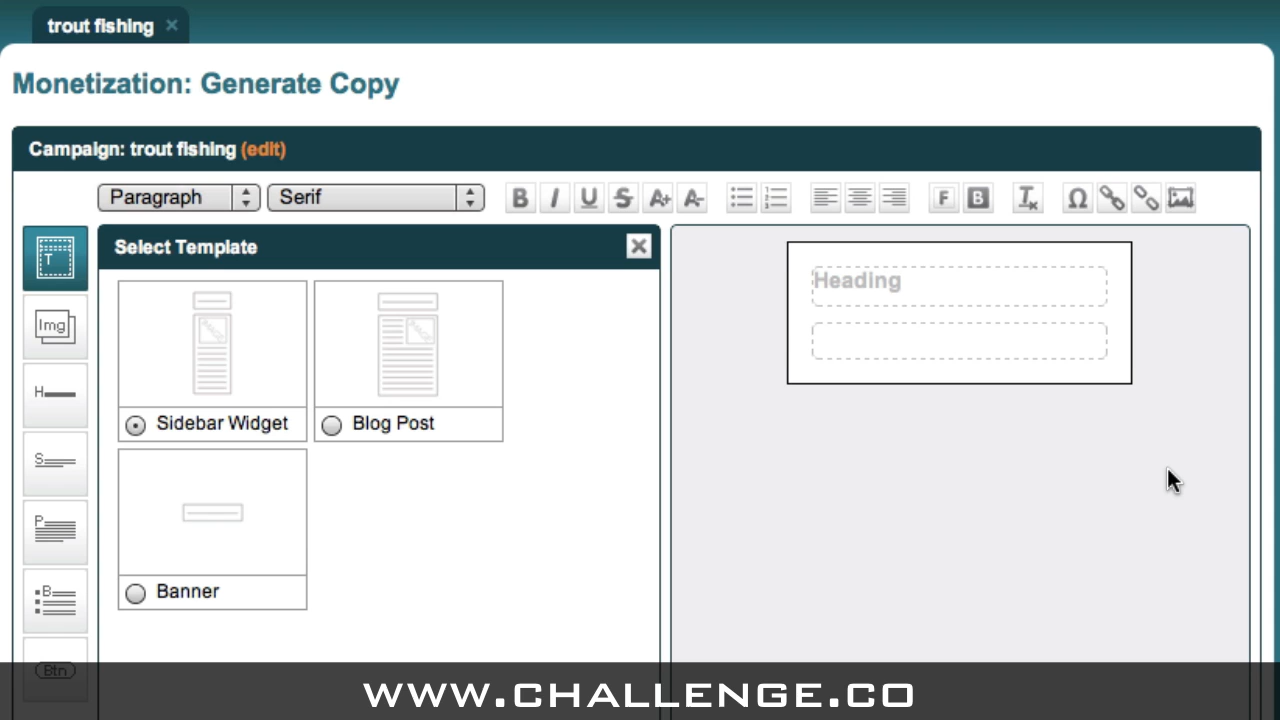 trout fishing ×
Monetization: Generate Copy
Campaign: trout fishing (edit)
Paragraph Serif B I U S A+ A- F B Tx Ω
T
Select Template
Heading
Img
H
Sidebar Widget Blog Post
S
P
B
Banner
Btn
WWW.CHALLENGE.CO